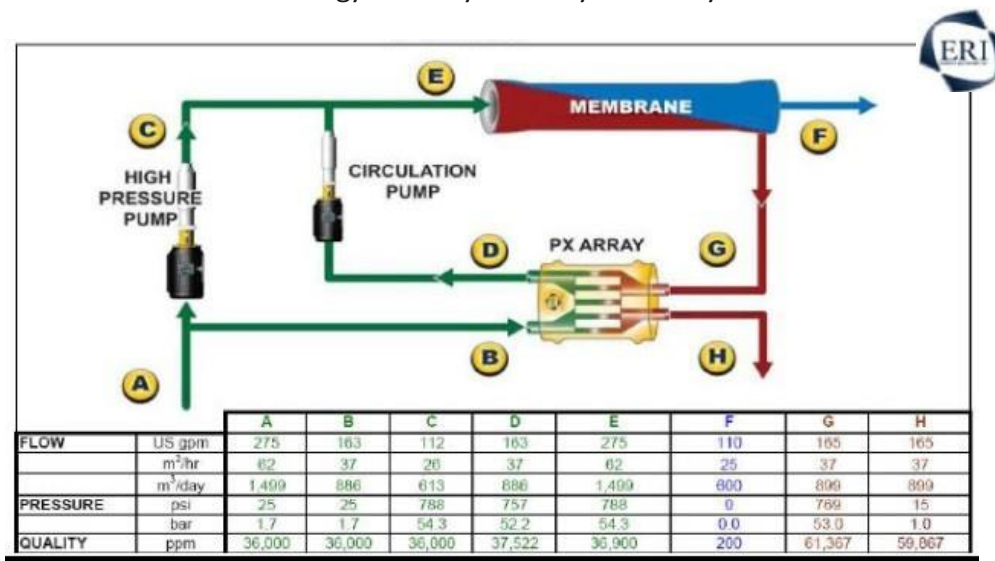 ERI
E
MEMBRANE
C
F
HIGH
PRESSURE
PUMP
CIRCULATION
PUMP
D
PX ARRAY
G
B
H
A
A B C D E F G H
FLOW US gpm 275 163 112 163 275 110 165 165
m³/hr 62 37 26 37 62 25 37 37
m³/day 1,499 886 613 886 1,499 600 899 899
PRESSURE psi 25 25 788 757 788 0 769 15
bar 1.7 1.7 54.3 52.2 54.3 0.0 53.0 1.0
QUALITY ppm 36,000 36,000 36,000 37,522 36,900 200 61,367 59,867